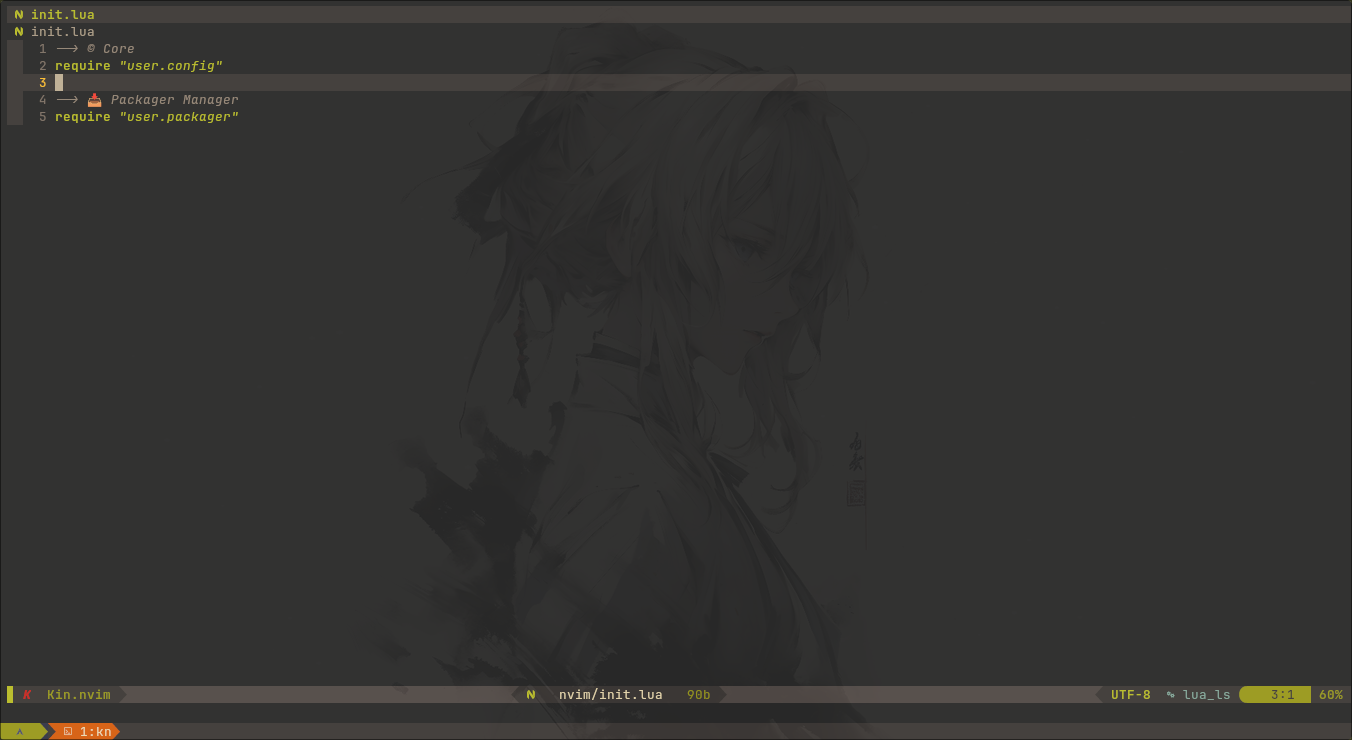 init.lua
init.lua
1 --> © Core
2 require "user.config"
3
4 --> 📥 Packager Manager
5 require "user.packager"
K Kin.nvim nvim/init.lua 90b UTF-8 lua_ls 3:1 60%
1:kn